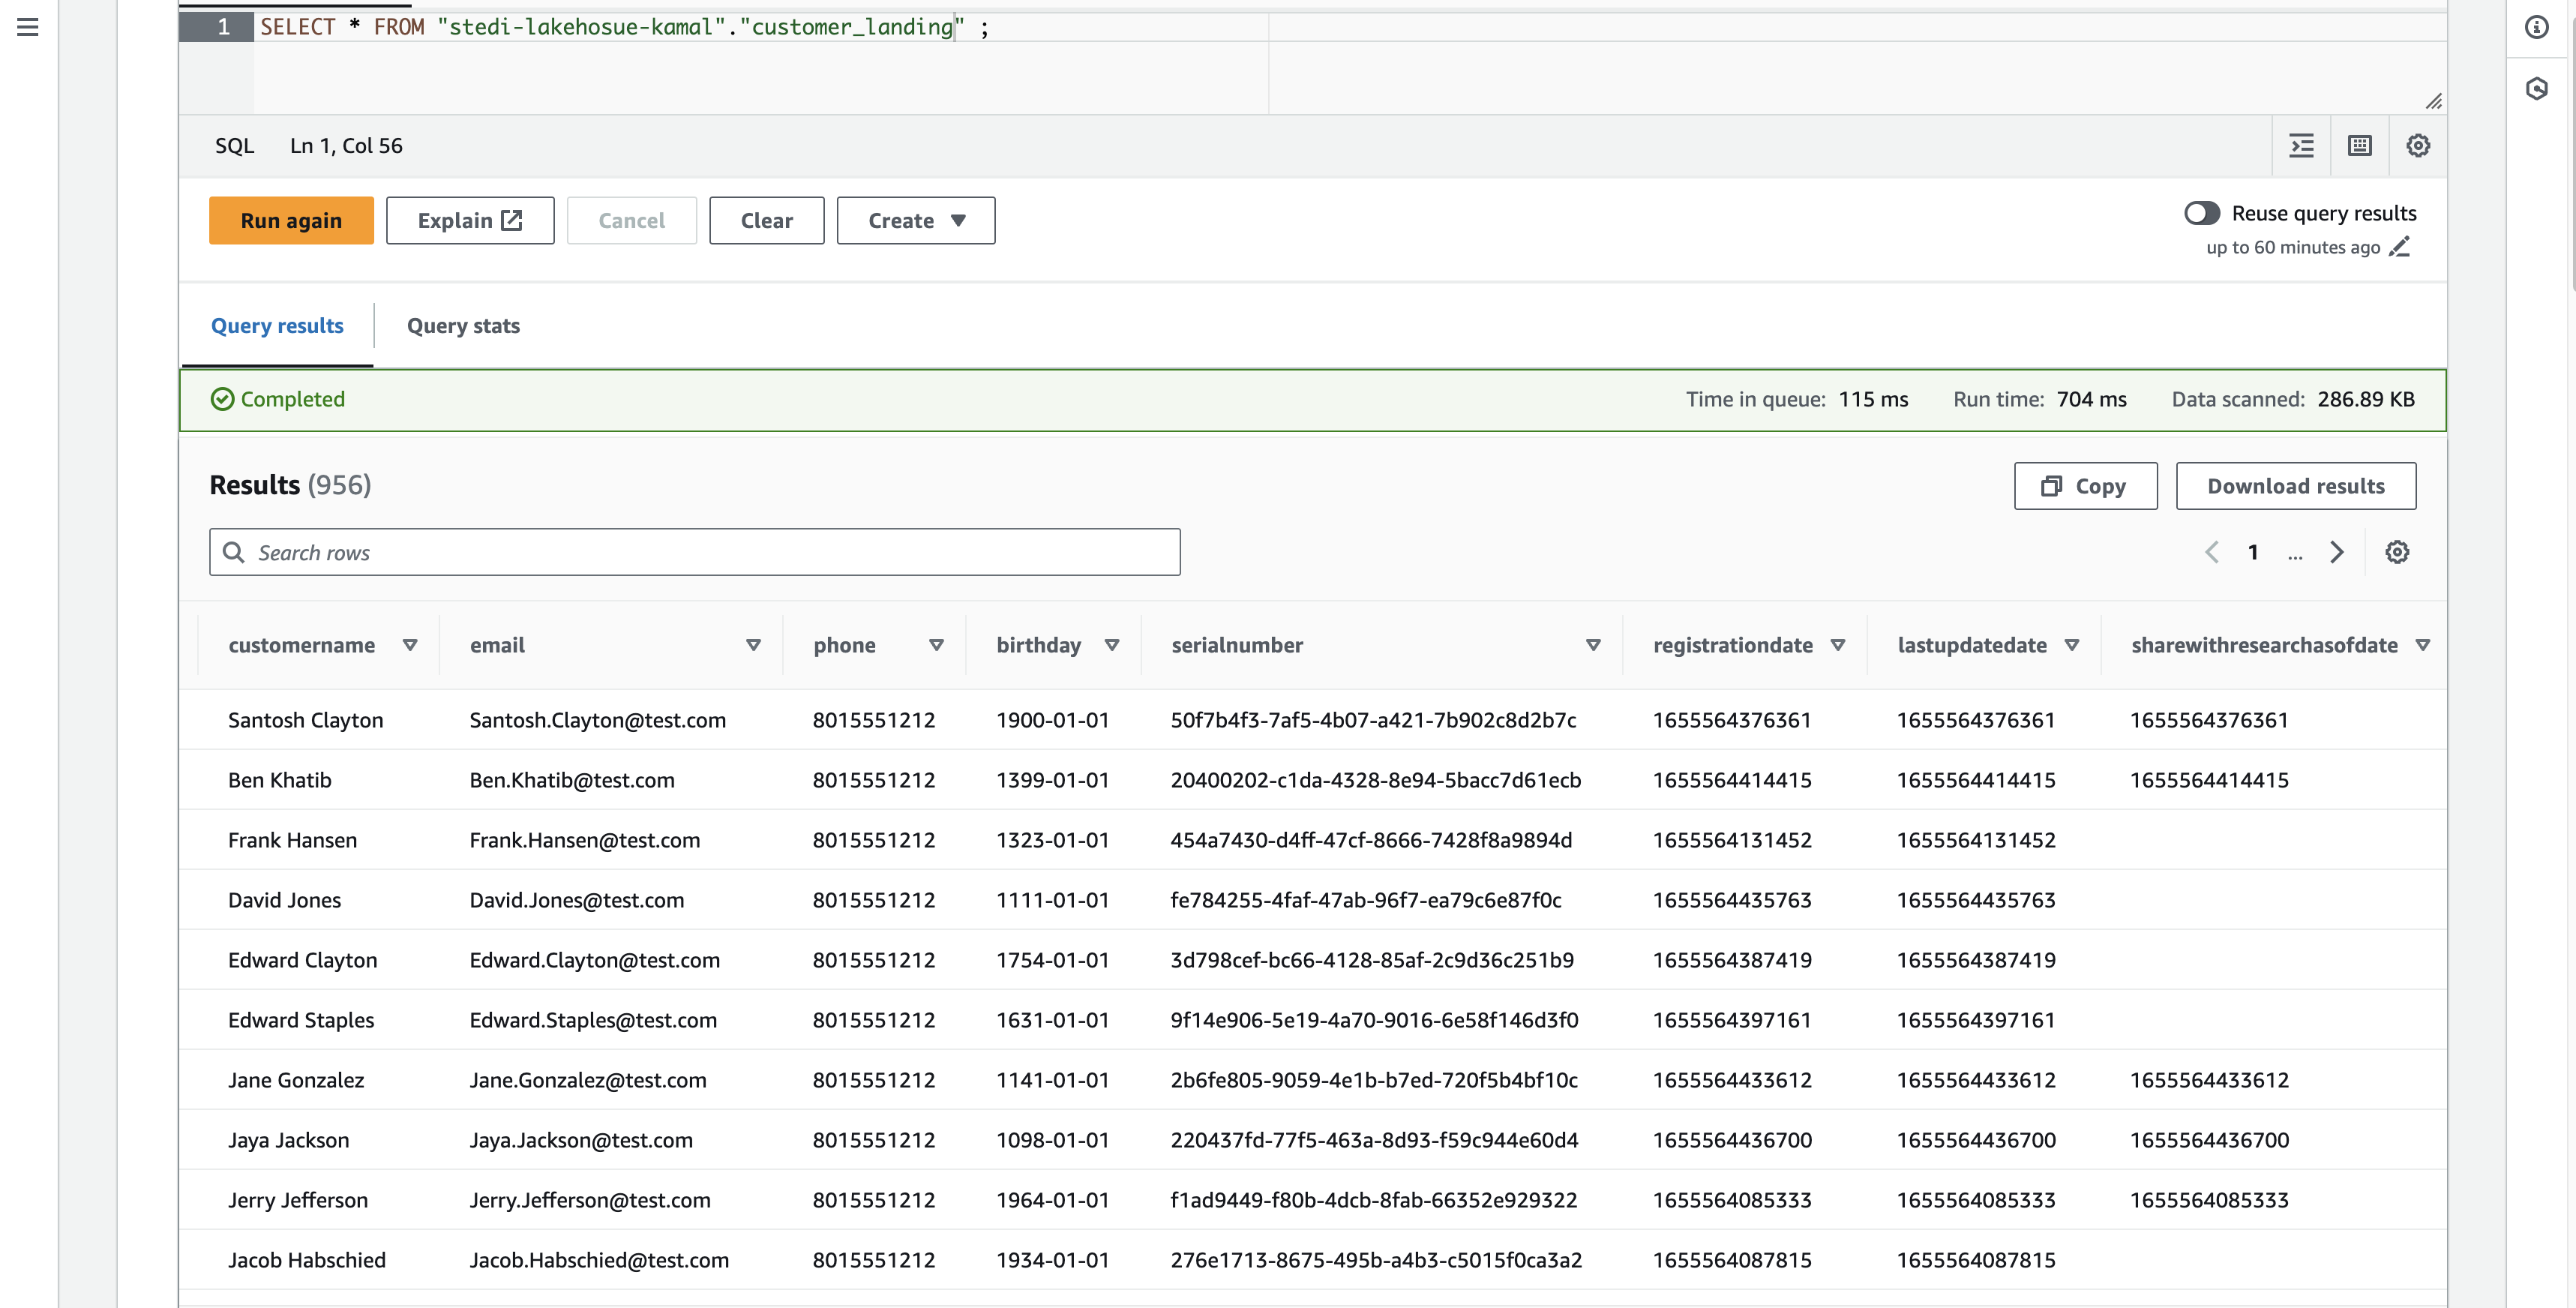 1 SELECT * FROM "stedi-lakehosue-kamal"."customer_landing" ;
SQL Ln 1, Col 56
Run again Explain Cancel Clear Create Reuse query results
up to 60 minutes ago
Query results Query stats
Completed Time in queue: 115 ms Run time: 704 ms Data scanned: 286.89 KB
Results (956) Copy Download results
Search rows 1 ...
customername email phone birthday serialnumber registrationdate lastupdatedate sharewithresearchasofdate
Santosh Clayton Santosh.Clayton@test.com 8015551212 1900-01-01 50f7b4f3-7af5-4b07-a421-7b902c8d2b7c 1655564376361 1655564376361 1655564376361
Ben Khatib Ben.Khatib@test.com 8015551212 1399-01-01 20400202-c1da-4328-8e94-5bacc7d61ecb 1655564414415 1655564414415 1655564414415
Frank Hansen Frank.Hansen@test.com 8015551212 1323-01-01 454a7430-d4ff-47cf-8666-7428f8a9894d 1655564131452 1655564131452
David Jones David.Jones@test.com 8015551212 1111-01-01 fe784255-4faf-47ab-96f7-ea79c6e87f0c 1655564435763 1655564435763
Edward Clayton Edward.Clayton@test.com 8015551212 1754-01-01 3d798cef-bc66-4128-85af-2c9d36c251b9 1655564387419 1655564387419
Edward Staples Edward.Staples@test.com 8015551212 1631-01-01 9f14e906-5e19-4a70-9016-6e58f146d3f0 1655564397161 1655564397161
Jane Gonzalez Jane.Gonzalez@test.com 8015551212 1141-01-01 2b6fe805-9059-4e1b-b7ed-720f5b4bf10c 1655564433612 1655564433612 1655564433612
Jaya Jackson Jaya.Jackson@test.com 8015551212 1098-01-01 220437fd-77f5-463a-8d93-f59c944e60d4 1655564436700 1655564436700 1655564436700
Jerry Jefferson Jerry.Jefferson@test.com 8015551212 1964-01-01 f1ad9449-f80b-4dcb-8fab-66352e929322 1655564085333 1655564085333 1655564085333
Jacob Habschied Jacob.Habschied@test.com 8015551212 1934-01-01 276e1713-8675-495b-a4b3-c5015f0ca3a2 1655564087815 1655564087815